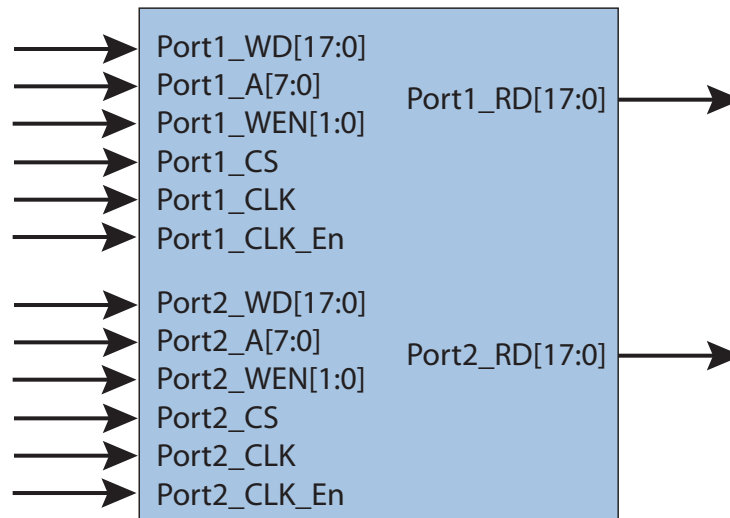 Port1_WD[17:0]
Port1_A[7:0]
Port1_WEN[1:0]
Port1_CS
Port1_CLK
Port1_CLK_En
Port1_RD[17:0]
Port2_WD[17:0]
Port2_A[7:0]
Port2_WEN[1:0]
Port2_CS
Port2_CLK
Port2_CLK_En
Port2_RD[17:0]